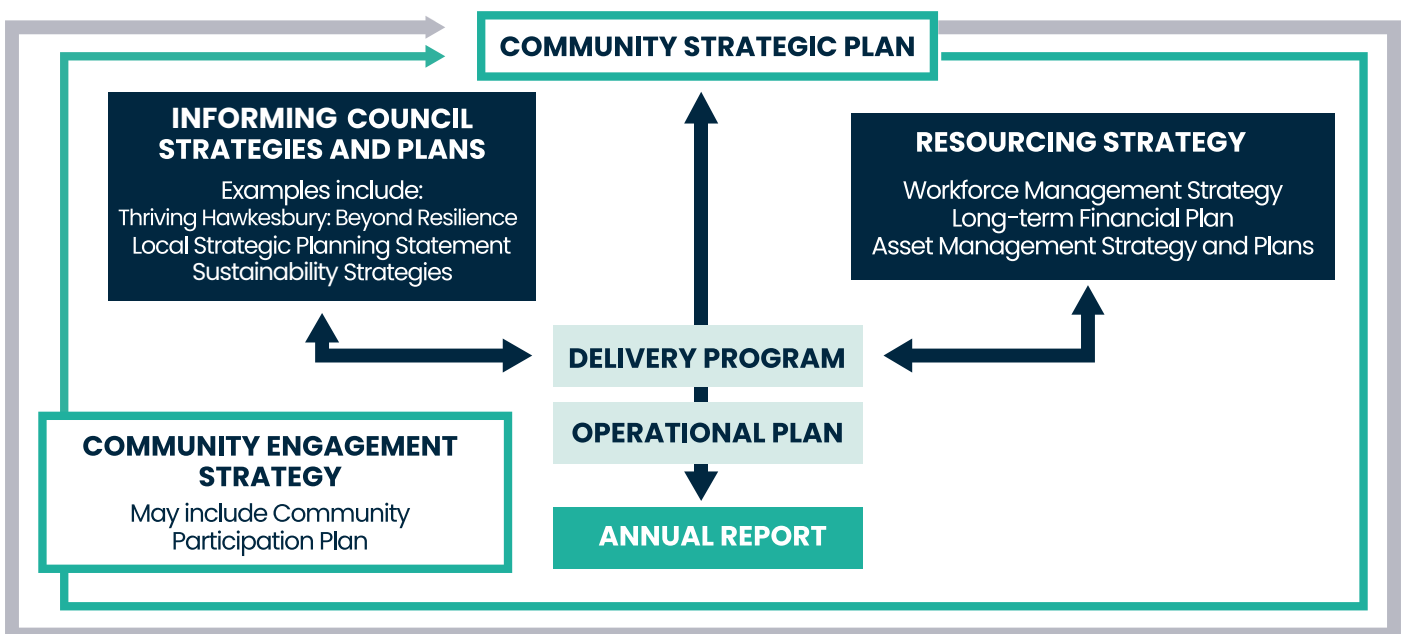 COMMUNITY STRATEGIC PLAN
INFORMING COUNCIL
STRATEGIES AND PLANS
Examples include:
Thriving Hawkesbury: Beyond Resilience
Local Strategic Planning Statement
Sustainability Strategies
RESOURCING STRATEGY
Workforce Management Strategy
Long-term Financial Plan
Asset Management Strategy and Plans
DELIVERY PROGRAM
OPERATIONAL PLAN
COMMUNITY ENGAGEMENT
STRATEGY
May include Community
Participation Plan
ANNUAL REPORT